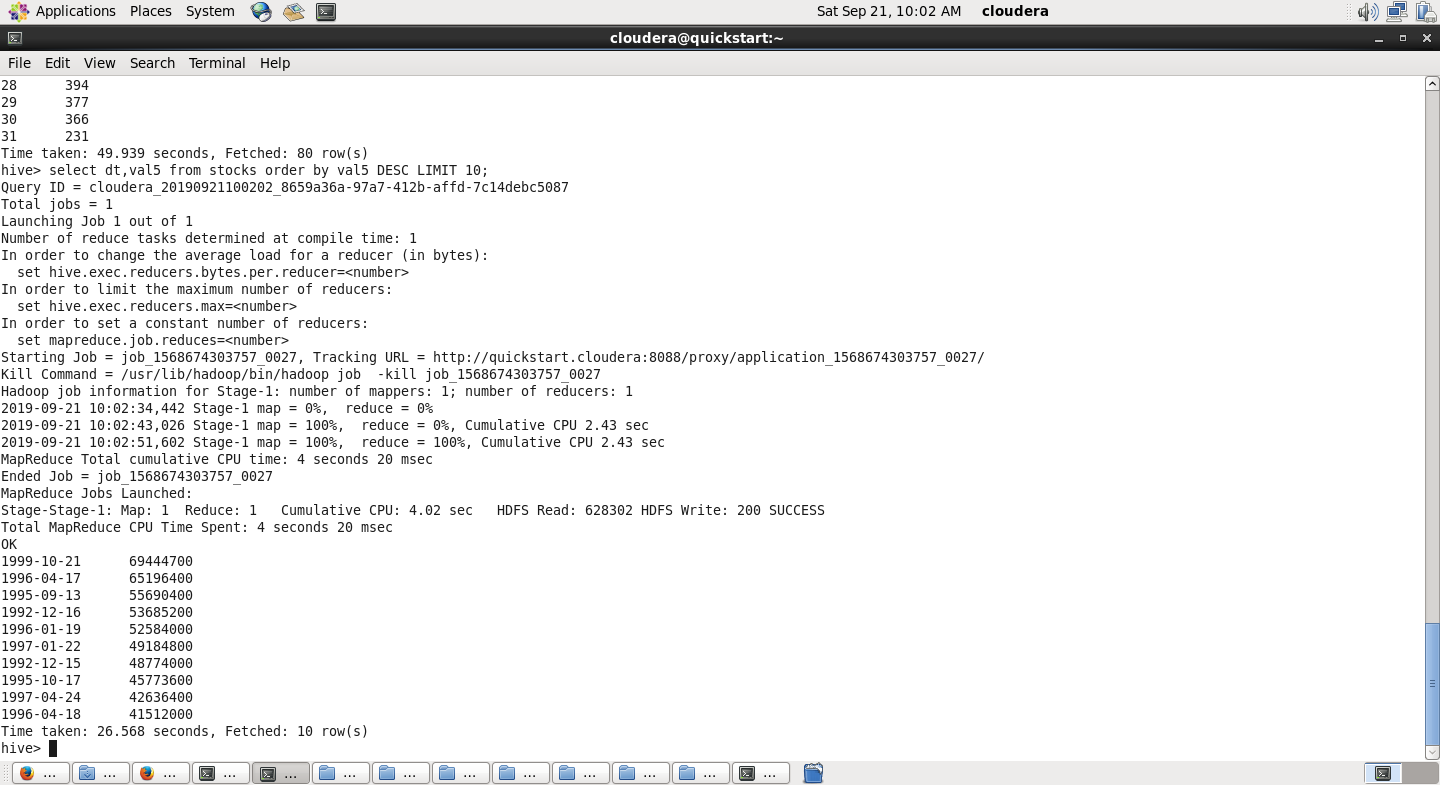 Applications Places System Sat Sep 21, 10:02 AM cloudera
cloudera@quickstart:~
File Edit View Search Terminal Help
28      394
29      377
30      366
31      231
Time taken: 49.939 seconds, Fetched: 80 row(s)
hive> select dt,val5 from stocks order by val5 DESC LIMIT 10;
Query ID = cloudera_20190921100202_8659a36a-97a7-412b-affd-7c14debc5087
Total jobs = 1
Launching Job 1 out of 1
Number of reduce tasks determined at compile time: 1
In order to change the average load for a reducer (in bytes):
  set hive.exec.reducers.bytes.per.reducer=<number>
In order to limit the maximum number of reducers:
  set hive.exec.reducers.max=<number>
In order to set a constant number of reducers:
  set mapreduce.job.reduces=<number>
Starting Job = job_1568674303757_0027, Tracking URL = http://quickstart.cloudera:8088/proxy/application_1568674303757_0027/
Kill Command = /usr/lib/hadoop/bin/hadoop job  -kill job_1568674303757_0027
Hadoop job information for Stage-1: number of mappers: 1; number of reducers: 1
2019-09-21 10:02:34,442 Stage-1 map = 0%,  reduce = 0%
2019-09-21 10:02:43,026 Stage-1 map = 100%,  reduce = 0%, Cumulative CPU 2.43 sec
2019-09-21 10:02:51,602 Stage-1 map = 100%,  reduce = 100%, Cumulative CPU 2.43 sec
MapReduce Total cumulative CPU time: 4 seconds 20 msec
Ended Job = job_1568674303757_0027
MapReduce Jobs Launched:
Stage-Stage-1: Map: 1  Reduce: 1   Cumulative CPU: 4.02 sec   HDFS Read: 628302 HDFS Write: 200 SUCCESS
Total MapReduce CPU Time Spent: 4 seconds 20 msec
OK
1999-10-21      69444700
1996-04-17      65196400
1995-09-13      55690400
1992-12-16      53685200
1996-01-19      52584000
1997-01-22      49184800
1992-12-15      48774000
1995-10-17      45773600
1997-04-24      42636400
1996-04-18      41512000
Time taken: 26.568 seconds, Fetched: 10 row(s)
hive>
... ... ... ... ... ... ... ... ... ... ... ... ...